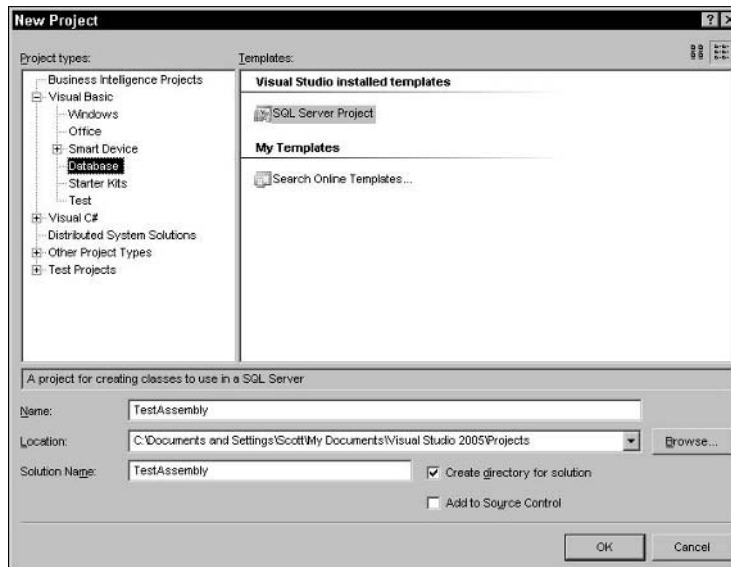 New Project
Project types:
Templates:
Business Intelligence Projects
Visual Basic
Windows
Office
Smart Device
Database
Starter Kits
Test
Visual C#
Distributed System Solutions
Other Project Types
Test Projects
Visual Studio installed templates
SQL Server Project
My Templates
Search Online Templates...
A project for creating classes to use in a SQL Server
Name: TestAssembly
Location: C:\Documents and Settings\Scott\My Documents\Visual Studio 2005\Projects Browse...
Solution Name: TestAssembly Create directory for solution
Add to Source Control
OK Cancel